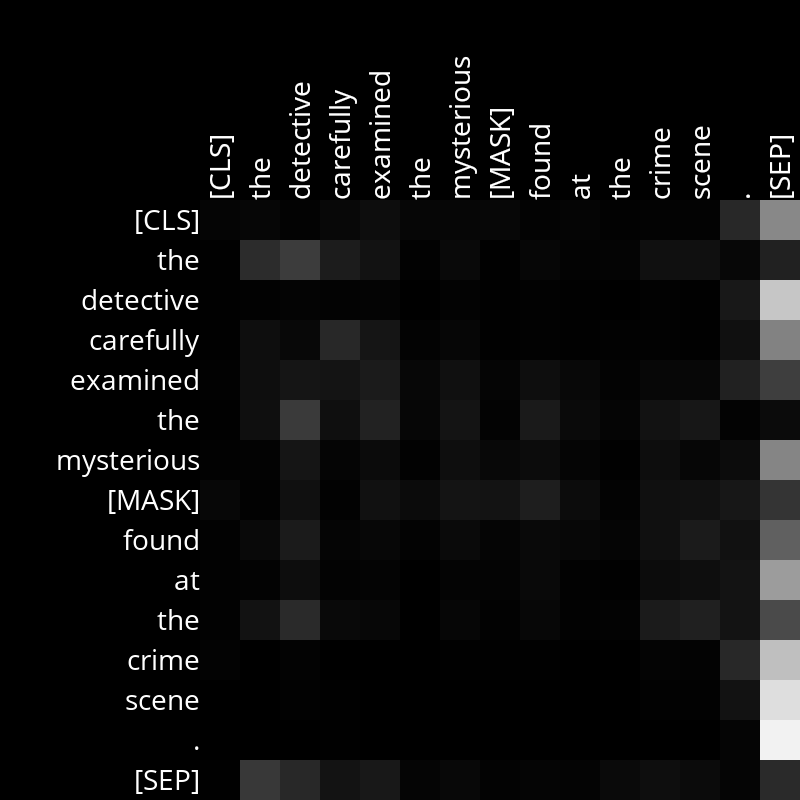 [CLS] the detective carefully examined the mysterious [MASK] found at the crime scene . [SEP]
[CLS]
the
detective
carefully
examined
the
mysterious
[MASK]
found
at
the
crime
scene
.
[SEP]